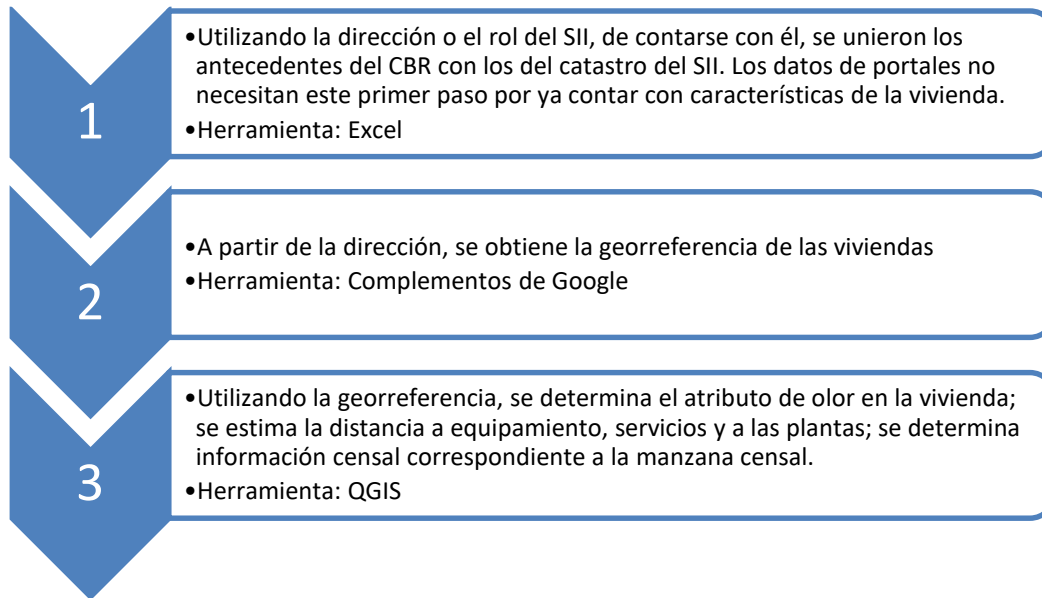 1
•Utilizando la dirección o el rol del SII, de contarse con él, se unieron los
antecedentes del CBR con los del catastro del SII. Los datos de portales no
necesitan este primer paso por ya contar con características de la vivienda.
•Herramienta: Excel
2
•A partir de la dirección, se obtiene la georreferencia de las viviendas
•Herramienta: Complementos de Google
3
•Utilizando la georreferencia, se determina el atributo de olor en la vivienda;
se estima la distancia a equipamiento, servicios y a las plantas; se determina
información censal correspondiente a la manzana censal.
•Herramienta: QGIS